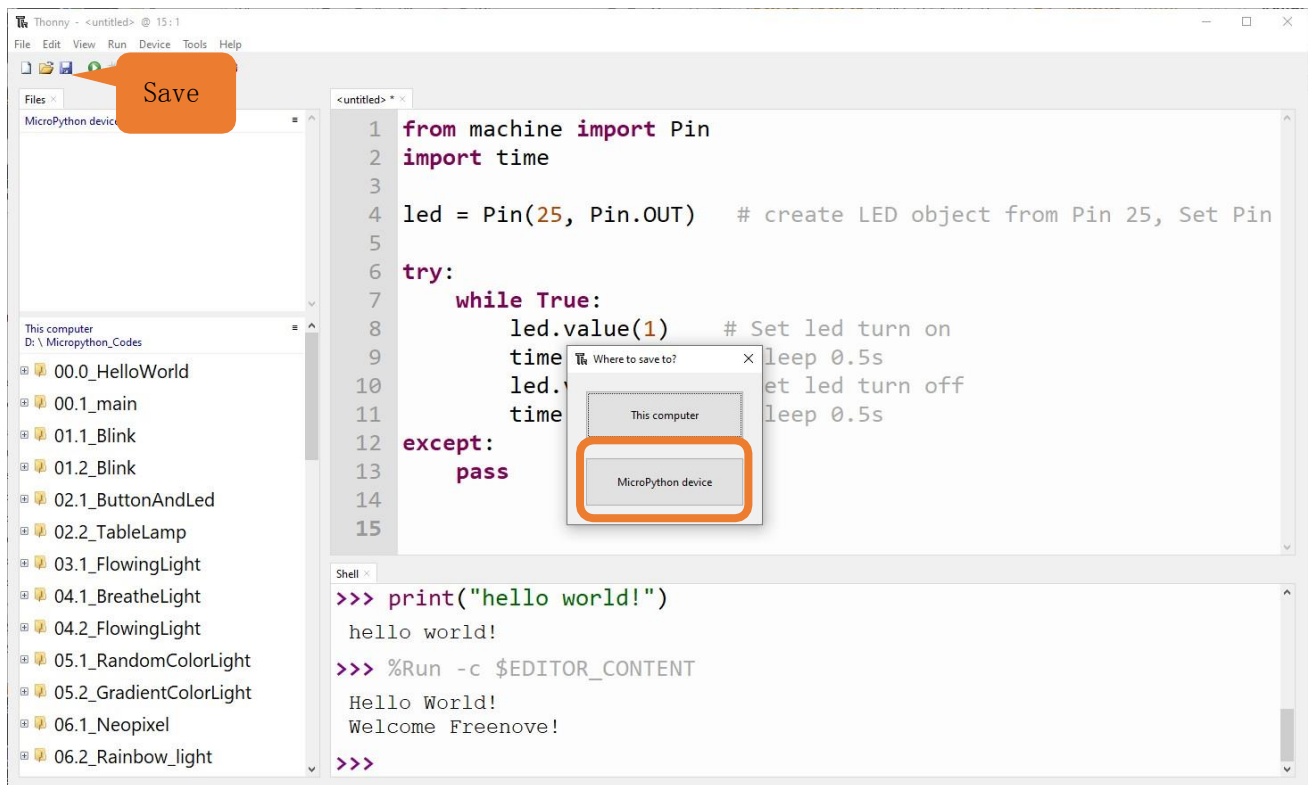 Thonny - <untitled> @ 15:1
File Edit View Run Device Tools Help
Save
Files
MicroPython device
This computer
D: \ Micropython_Codes
00.0_HelloWorld
00.1_main
01.1_Blink
01.2_Blink
02.1_ButtonAndLed
02.2_TableLamp
03.1_FlowingLight
04.1_BreatheLight
04.2_FlowingLight
05.1_RandomColorLight
05.2_GradientColorLight
06.1_Neopixel
06.2_Rainbow_light
<untitled> *
1 from machine import Pin
2 import time
3
4 led = Pin(25, Pin.OUT) # create LED object from Pin 25, Set Pin
5
6 try:
7 while True:
8 led.value(1) # Set led turn on
9 time leep 0.5s
10 led. et led turn off
11 time leep 0.5s
12 except:
13 pass
14
15
Where to save to?
This computer
MicroPython device
Shell
>>> print("hello world!")
hello world!
>>> %Run -c $EDITOR_CONTENT
Hello World!
Welcome Freenove!
>>>